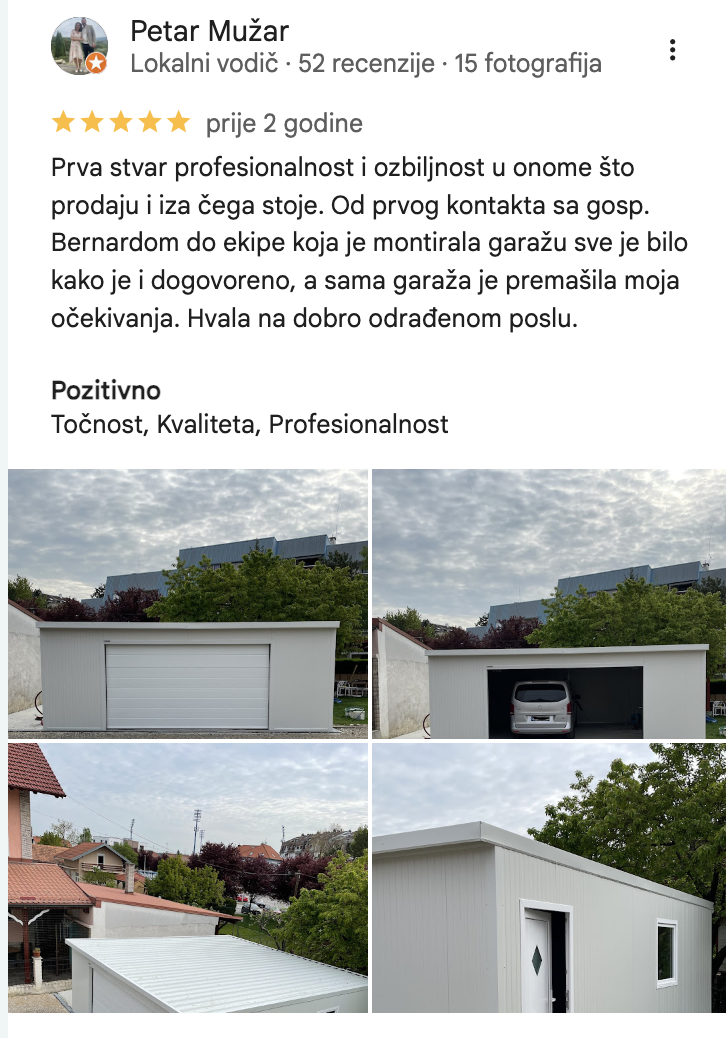 Petar Mužar
Lokalni vodič · 52 recenzije · 15 fotografija
prije 2 godine
Prva stvar profesionalnost i ozbiljnost u onome što
prodaju i iza čega stoje. Od prvog kontakta sa gosp.
Bernardom do ekipe koja je montirala garažu sve je bilo
kako je i dogovoreno, a sama garaža je premašila moja
očekivanja. Hvala na dobro odrađenom poslu.
Pozitivno
Točnost, Kvaliteta, Profesionalnost